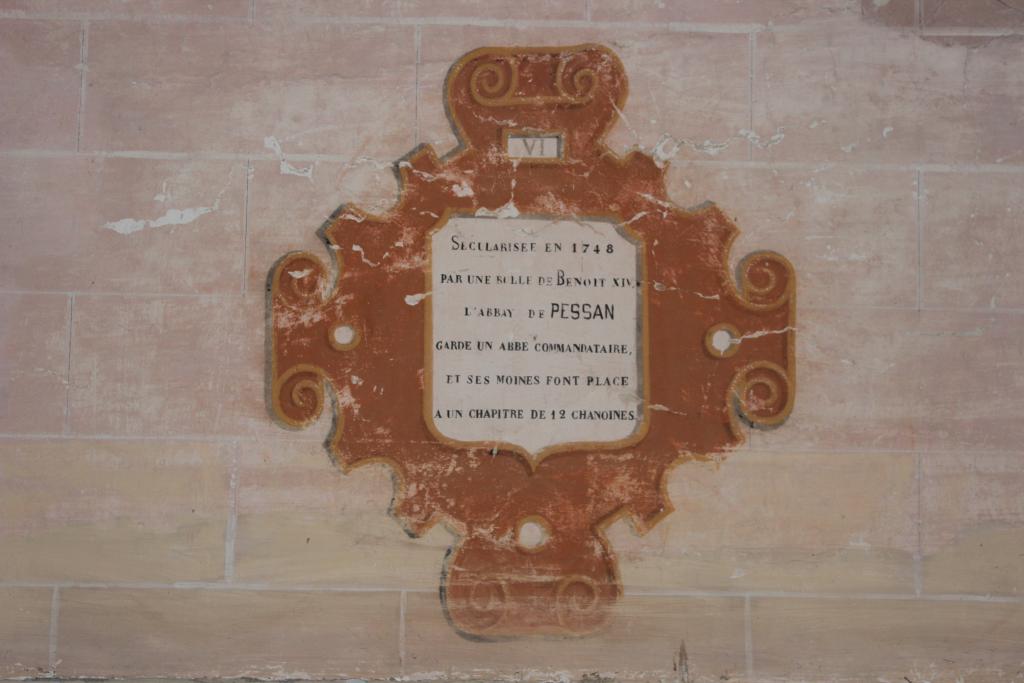 VI
SECULARISEE EN 1748
PAR UNE BULLE DE BENOIT XIV,
L'ABBAY DE PESSAN
GARDE UN ABBE COMMANDATAIRE,
ET SES MOINES FONT PLACE
A UN CHAPITRE DE 12 CHANOINES.